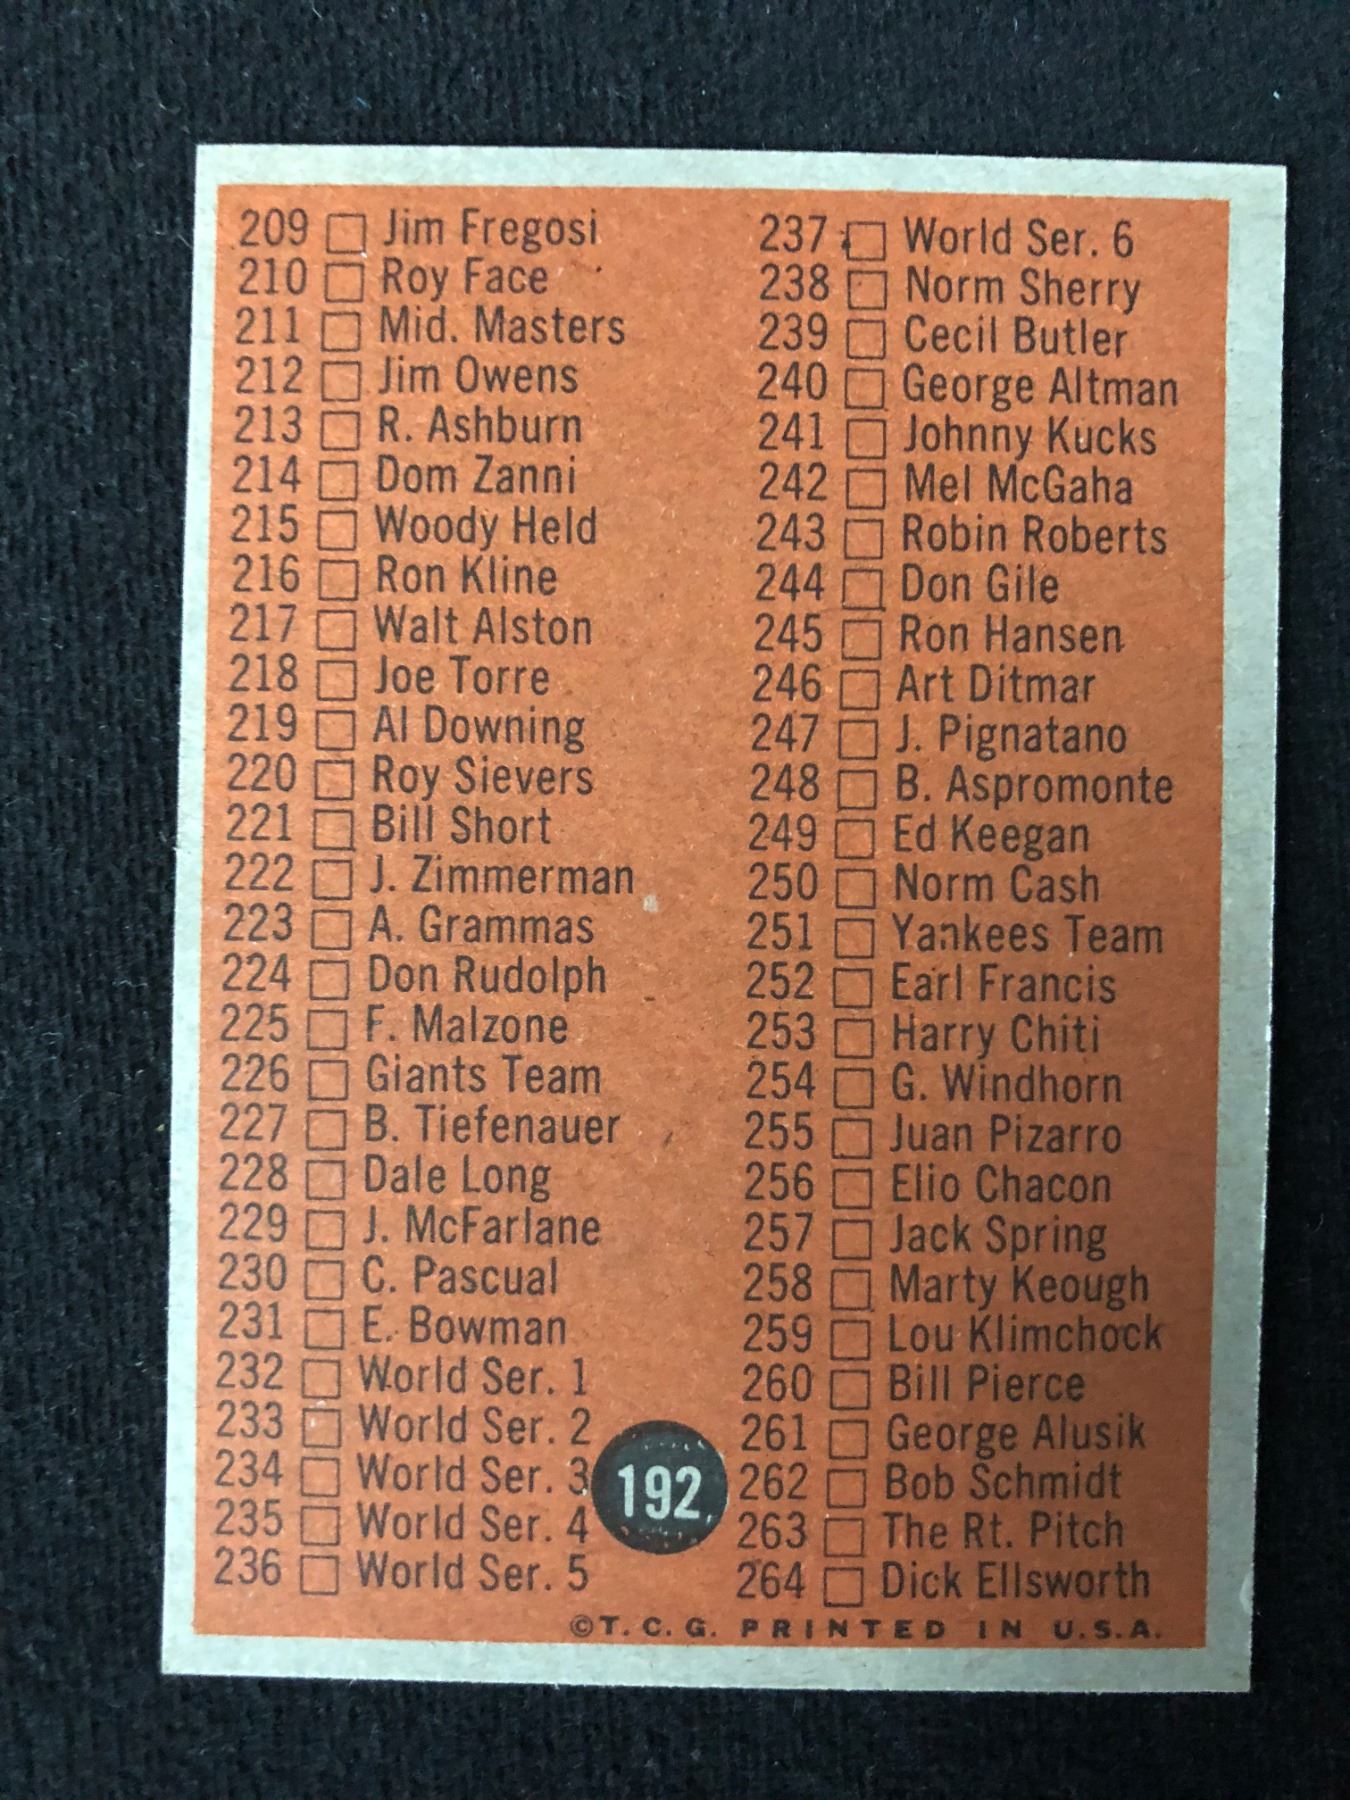 209 Jim Fregosi
210 Roy Face
211 Mid. Masters
212 Jim Owens
213 R. Ashburn
214 Dom Zanni
215 Woody Held
216 Ron Kline
217 Walt Alston
218 Joe Torre
219 Al Downing
220 Roy Sievers
221 Bill Short
222 J. Zimmerman
223 A. Grammas
224 Don Rudolph
225 F. Malzone
226 Giants Team
227 B. Tiefenauer
228 Dale Long
229 J. McFarlane
230 C. Pascual
231 E. Bowman
232 World Ser. 1
233 World Ser. 2
234 World Ser. 3
235 World Ser. 4
236 World Ser. 5
192
237 World Ser. 6
238 Norm Sherry
239 Cecil Butler
240 George Altman
241 Johnny Kucks
242 Mel McGaha
243 Robin Roberts
244 Don Gile
245 Ron Hansen
246 Art Ditmar
247 J. Pignatano
248 B. Aspromonte
249 Ed Keegan
250 Norm Cash
251 Yankees Team
252 Earl Francis
253 Harry Chiti
254 G. Windhorn
255 Juan Pizarro
256 Elio Chacon
257 Jack Spring
258 Marty Keough
259 Lou Klimchock
260 Bill Pierce
261 George Alusik
262 Bob Schmidt
263 The Rt. Pitch
264 Dick Ellsworth
©T. C. G. PRINTED IN U.S.A.